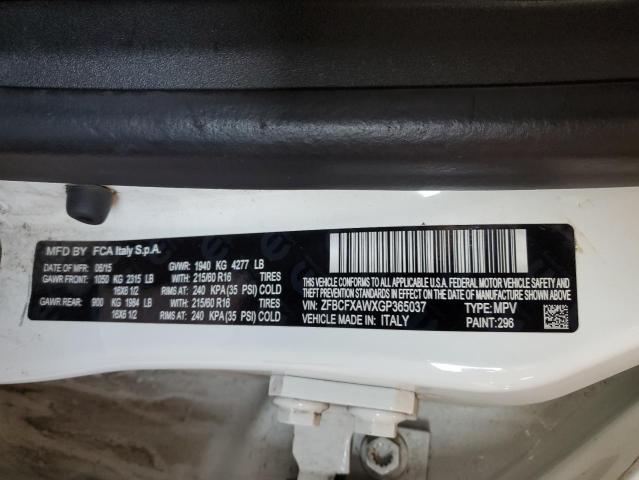 MFD BY FCA Italy S.p.A.
DATE OF MFR: 05/15 GVWR: 1940 KG 4277 LB
GAWR FRONT: 1050 KG 2315 LB WITH 215/60 R16 TIRES
16X6 1/2 RIMS AT: 240 KPA(35 PSI) COLD
GAWR REAR: 900 KG 1984 LB WITH 215/60 R16 TIRES
16X6 1/2 RIMS AT: 240 KPA (35 PSI) COLD
THIS VEHICLE CONFORMS TO ALL APPLICABLE U.S.A. FEDERAL MOTOR VEHICLE SAFETY
AND THEFT PREVENTION STANDARDS IN EFFECT ON THE DATE OF MANUFACTURE SHOWN ABOVE.
VIN: ZFBCFXAWXGP365037 TYPE: MPV
VEHICLE MADE IN: ITALY PAINT: 296